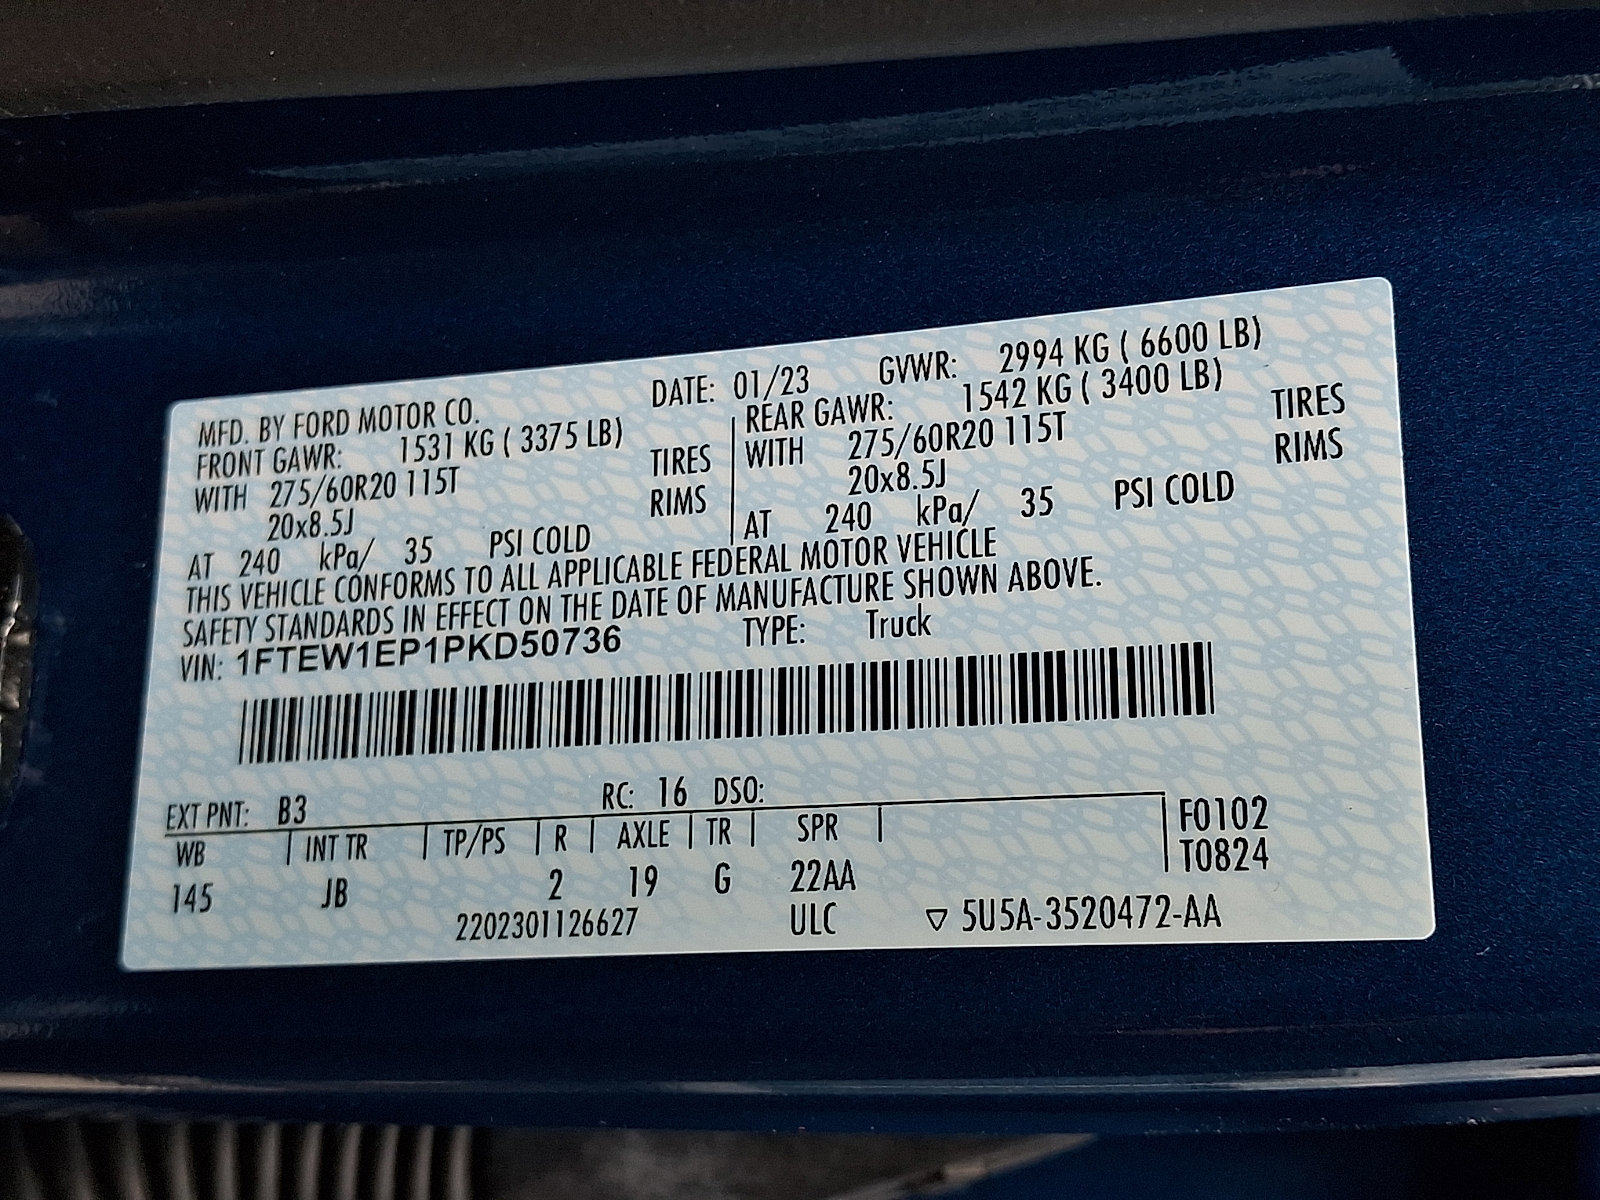 MFD. BY FORD MOTOR CO. DATE: 01/23 GVWR: 2994 KG ( 6600 LB)
FRONT GAWR: 1531 KG ( 3375 LB) REAR GAWR: 1542 KG ( 3400 LB)
WITH 275/60R20 115T TIRES WITH 275/60R20 115T TIRES
20x8.5J RIMS 20x8.5J RIMS
AT 240 kPa/ 35 PSI COLD AT 240 kPa/ 35 PSI COLD
THIS VEHICLE CONFORMS TO ALL APPLICABLE FEDERAL MOTOR VEHICLE
SAFETY STANDARDS IN EFFECT ON THE DATE OF MANUFACTURE SHOWN ABOVE.
VIN: 1FTEW1EP1PKD50736 TYPE: Truck
EXT PNT: B3 RC: 16 DSO:
WB INT TR TP/PS R AXLE TR SPR F0102
145 JB 2 19 G 22AA T0824
2202301126627 ULC ▽ 5U5A-3520472-AA